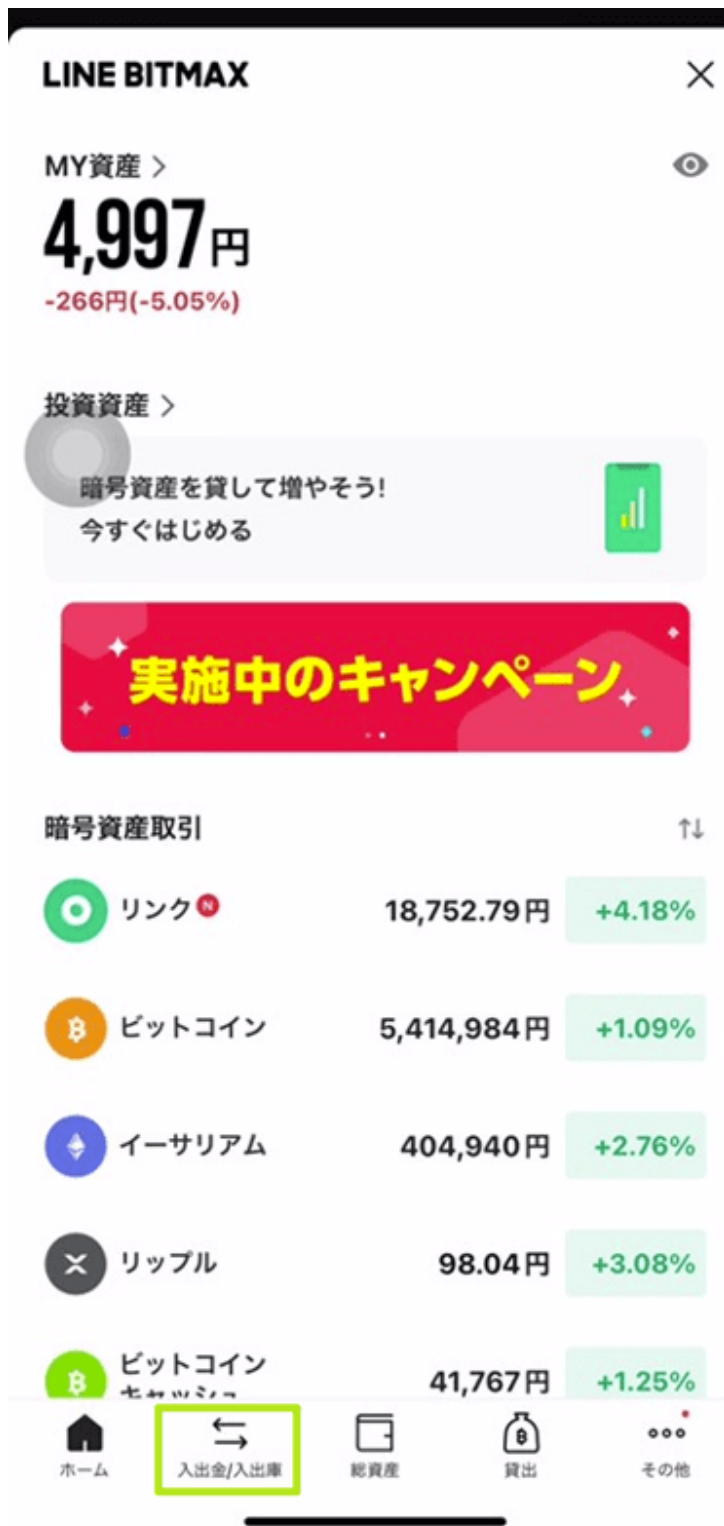 LINE BITMAX
MY資産 >
4,997円
-266円(-5.05%)
投資資産 >
暗号資産を貸して増やそう!
今すぐはじめる
実施中のキャンペーン
暗号資産取引
リンク N 18,752.79円 +4.18%
ビットコイン 5,414,984円 +1.09%
イーサリアム 404,940円 +2.76%
リップル 98.04円 +3.08%
ビットコイン
キャッシュ 41,767円 +1.25%
ホーム 入出金/入出庫 総資産 貸出 その他